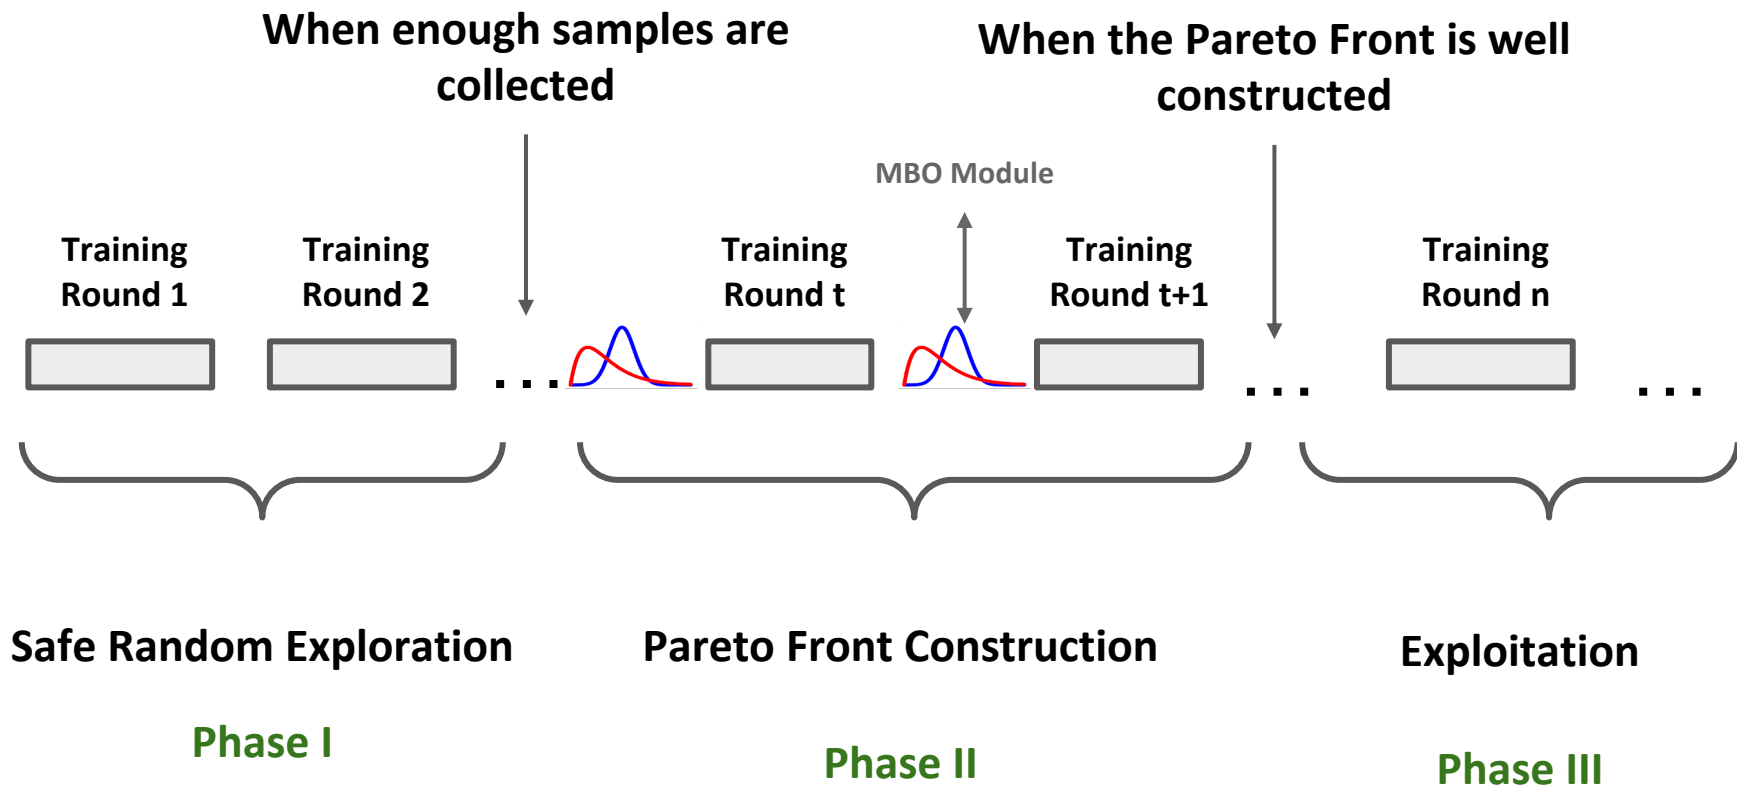 When enough samples are
collected
When the Pareto Front is well
constructed
MBO Module
Training
Round 1
Training
Round 2
Training
Round t
Training
Round t+1
Training
Round n
...
...
...
Safe Random Exploration
Pareto Front Construction
Exploitation
Phase I
Phase II
Phase III